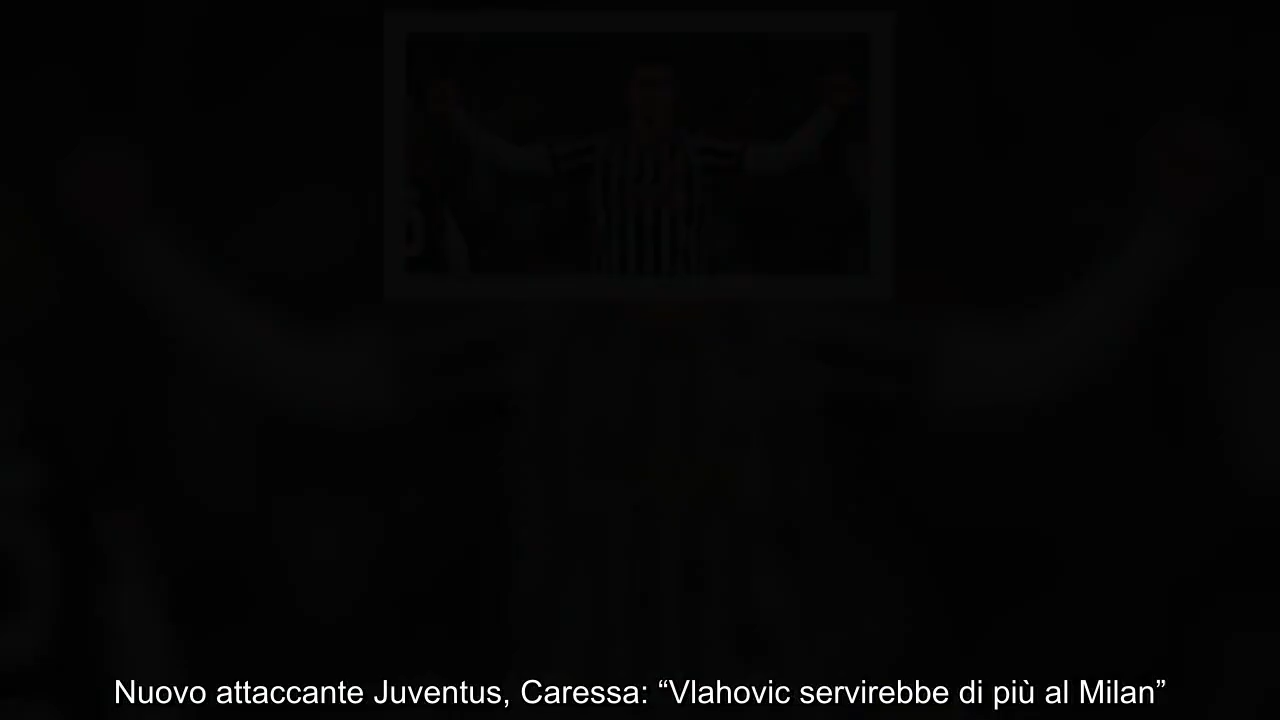 Nuovo attaccante Juventus, Caressa: “Vlahovic servirebbe di più al Milan”